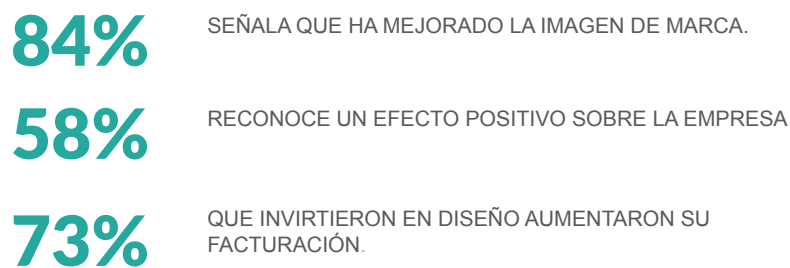 84% SEÑALA QUE HA MEJORADO LA IMAGEN DE MARCA.
58% RECONOCE UN EFECTO POSITIVO SOBRE LA EMPRESA
73% QUE INVIRTIERON EN DISEÑO AUMENTARON SU
FACTURACIÓN.